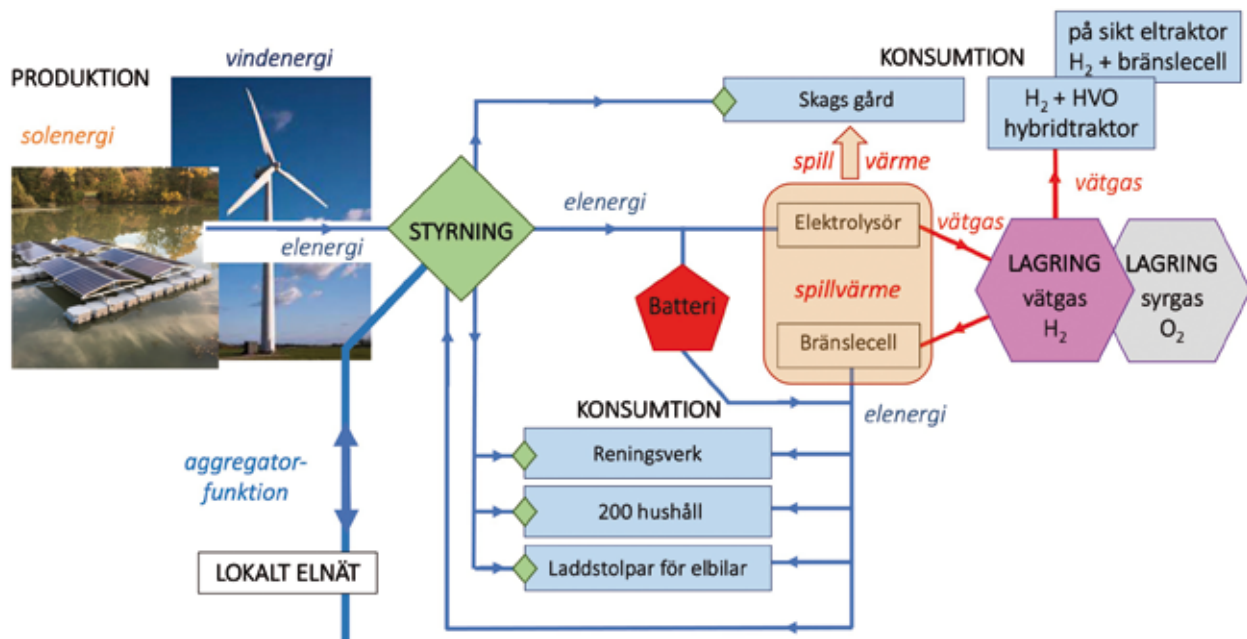 PRODUKTION
vindenergi
solenergi
elenergi
STYRNING
elenergi
aggregator-
funktion
LOKALT ELNÄT
KONSUMTION
Skags gård
på sikt eltraktor
H₂ + bränslecell
H₂ + HVO
hybridtraktor
spill värme
vätgas
Elektrolysör
vätgas
spillvärme
Bränslecell
Batteri
LAGRING
vätgas
H₂
LAGRING
syrgas
O₂
elenergi
KONSUMTION
Reningsverk
200 hushåll
Laddstolpar för elbilar